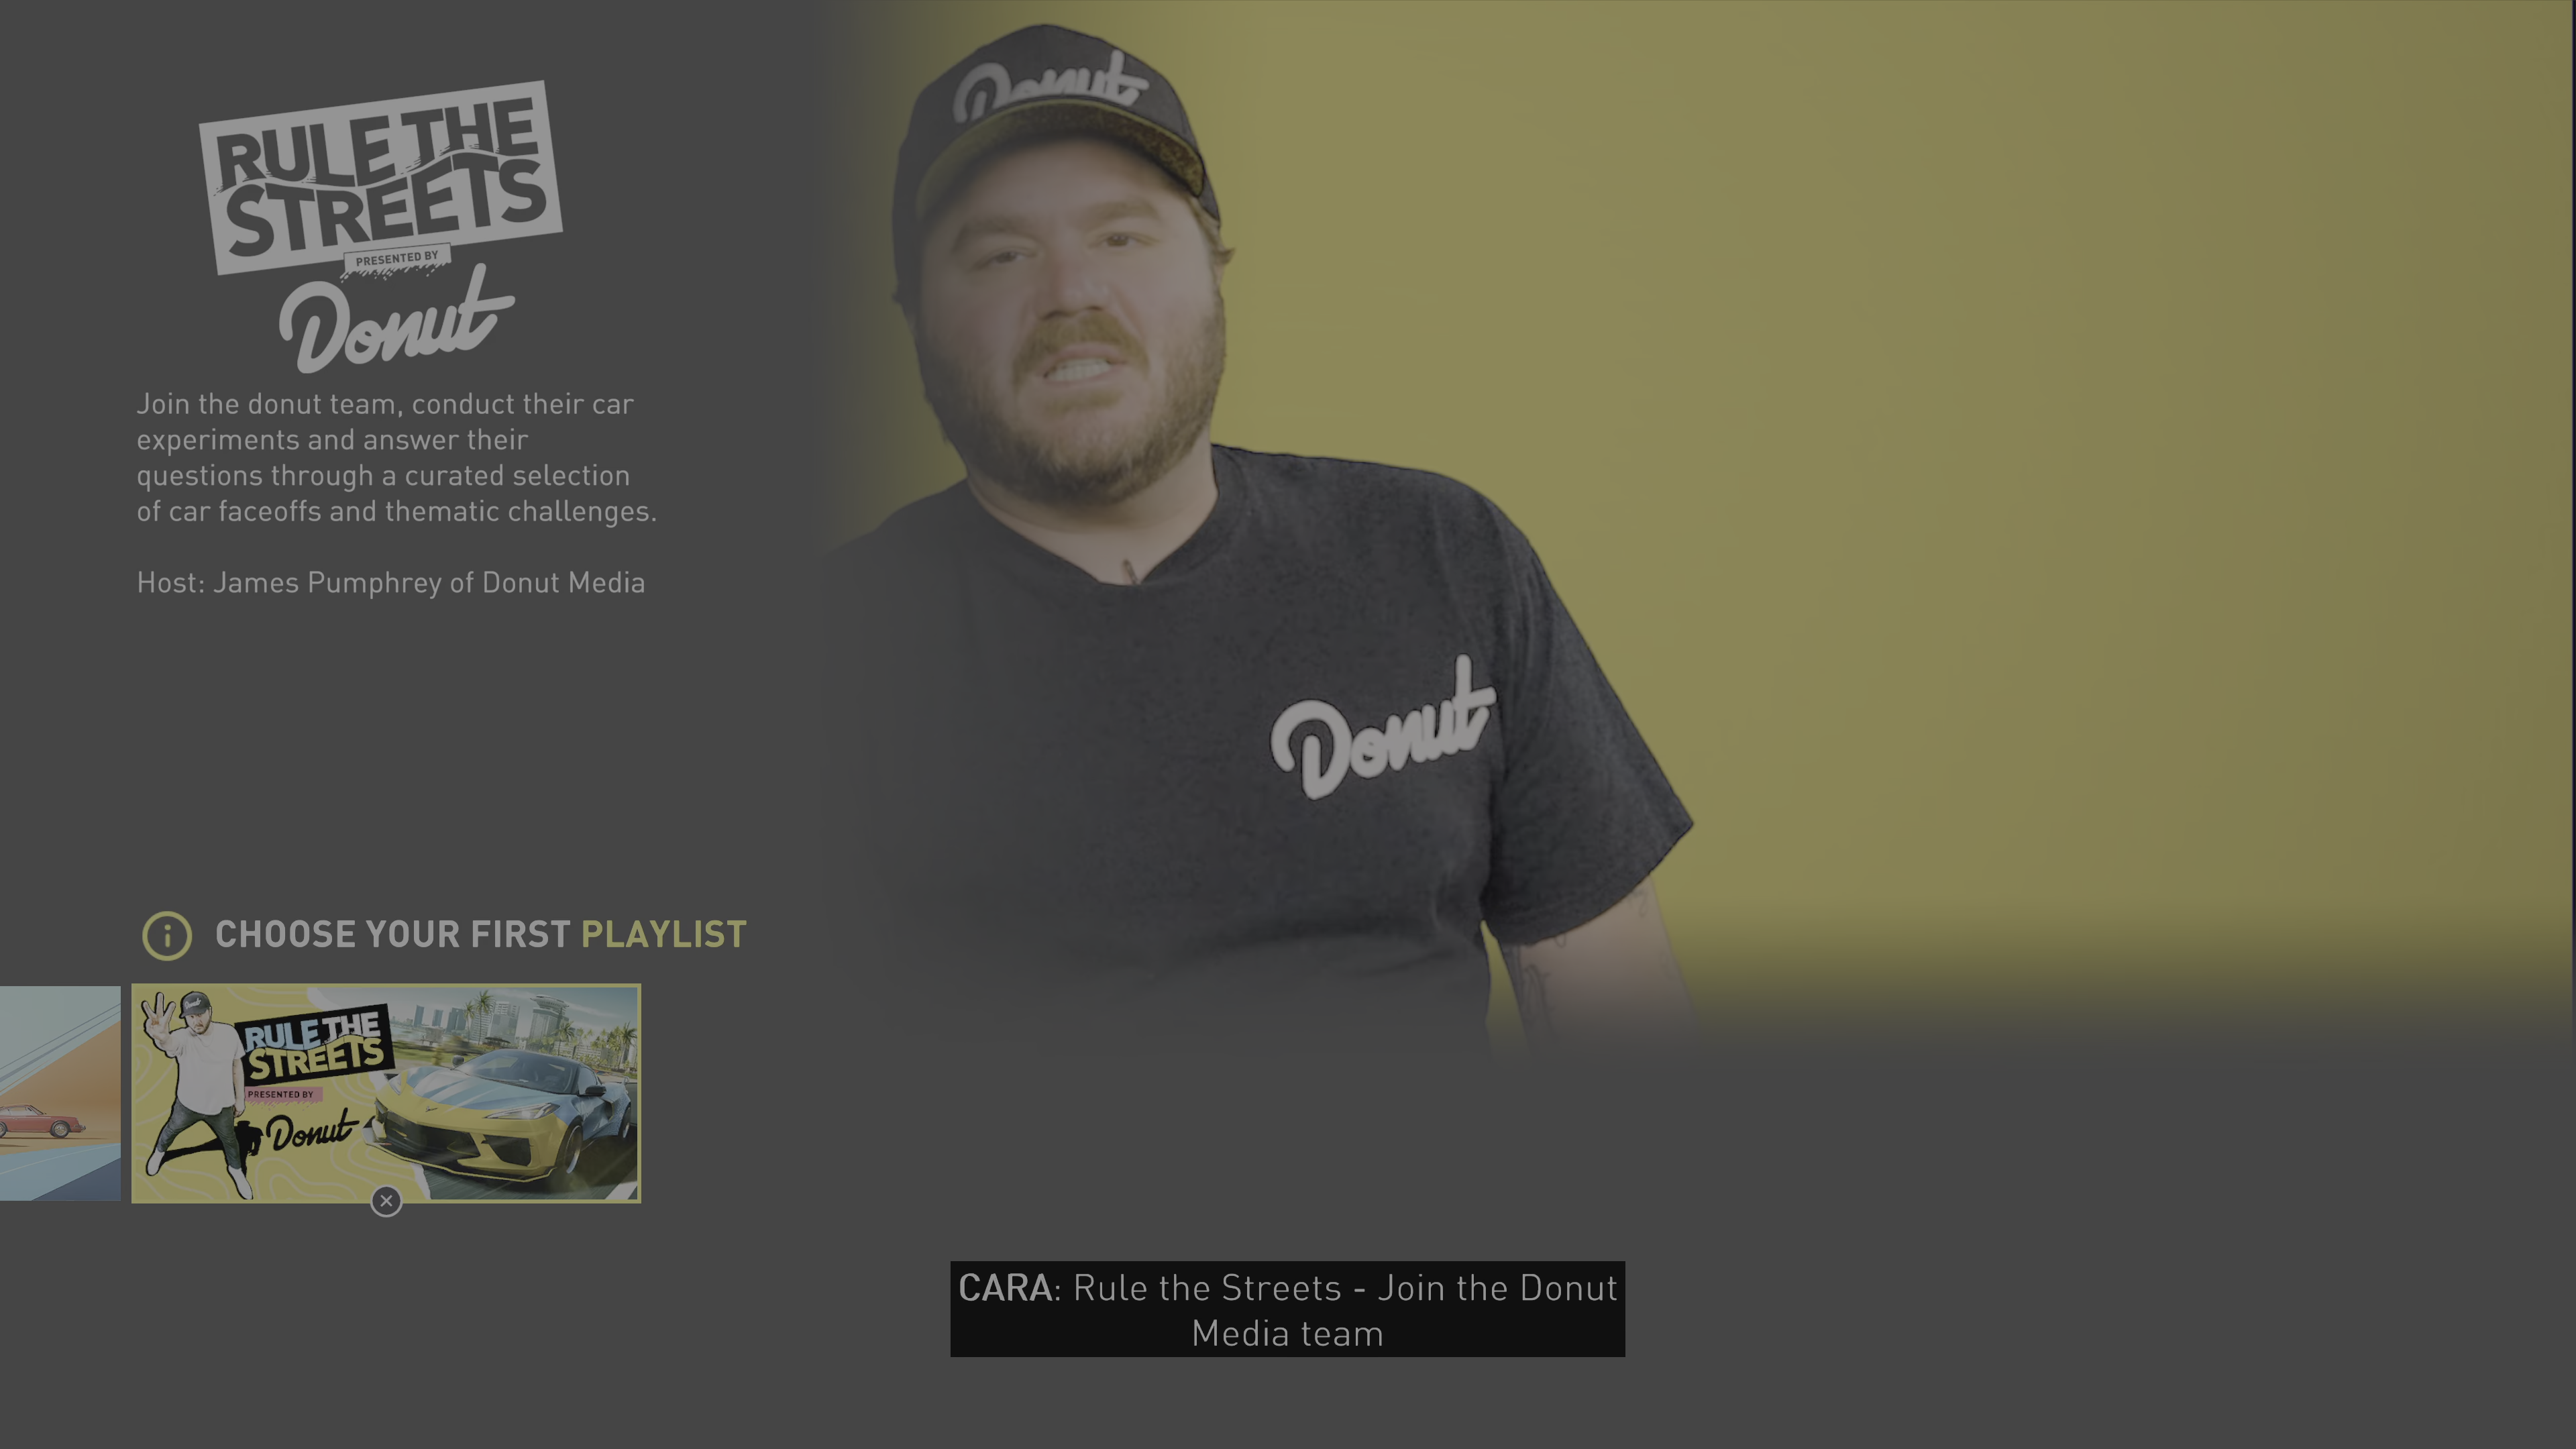 RULE THE
STREETS
PRESENTED BY
Donut
Join the donut team, conduct their car
experiments and answer their
questions through a curated selection
of car faceoffs and thematic challenges.
Host: James Pumphrey of Donut Media
Donut
Donut
CHOOSE YOUR FIRST PLAYLIST
Donut
RULE THE
STREETS
PRESENTED BY
Donut
CARA: Rule the Streets - Join the Donut
Media team